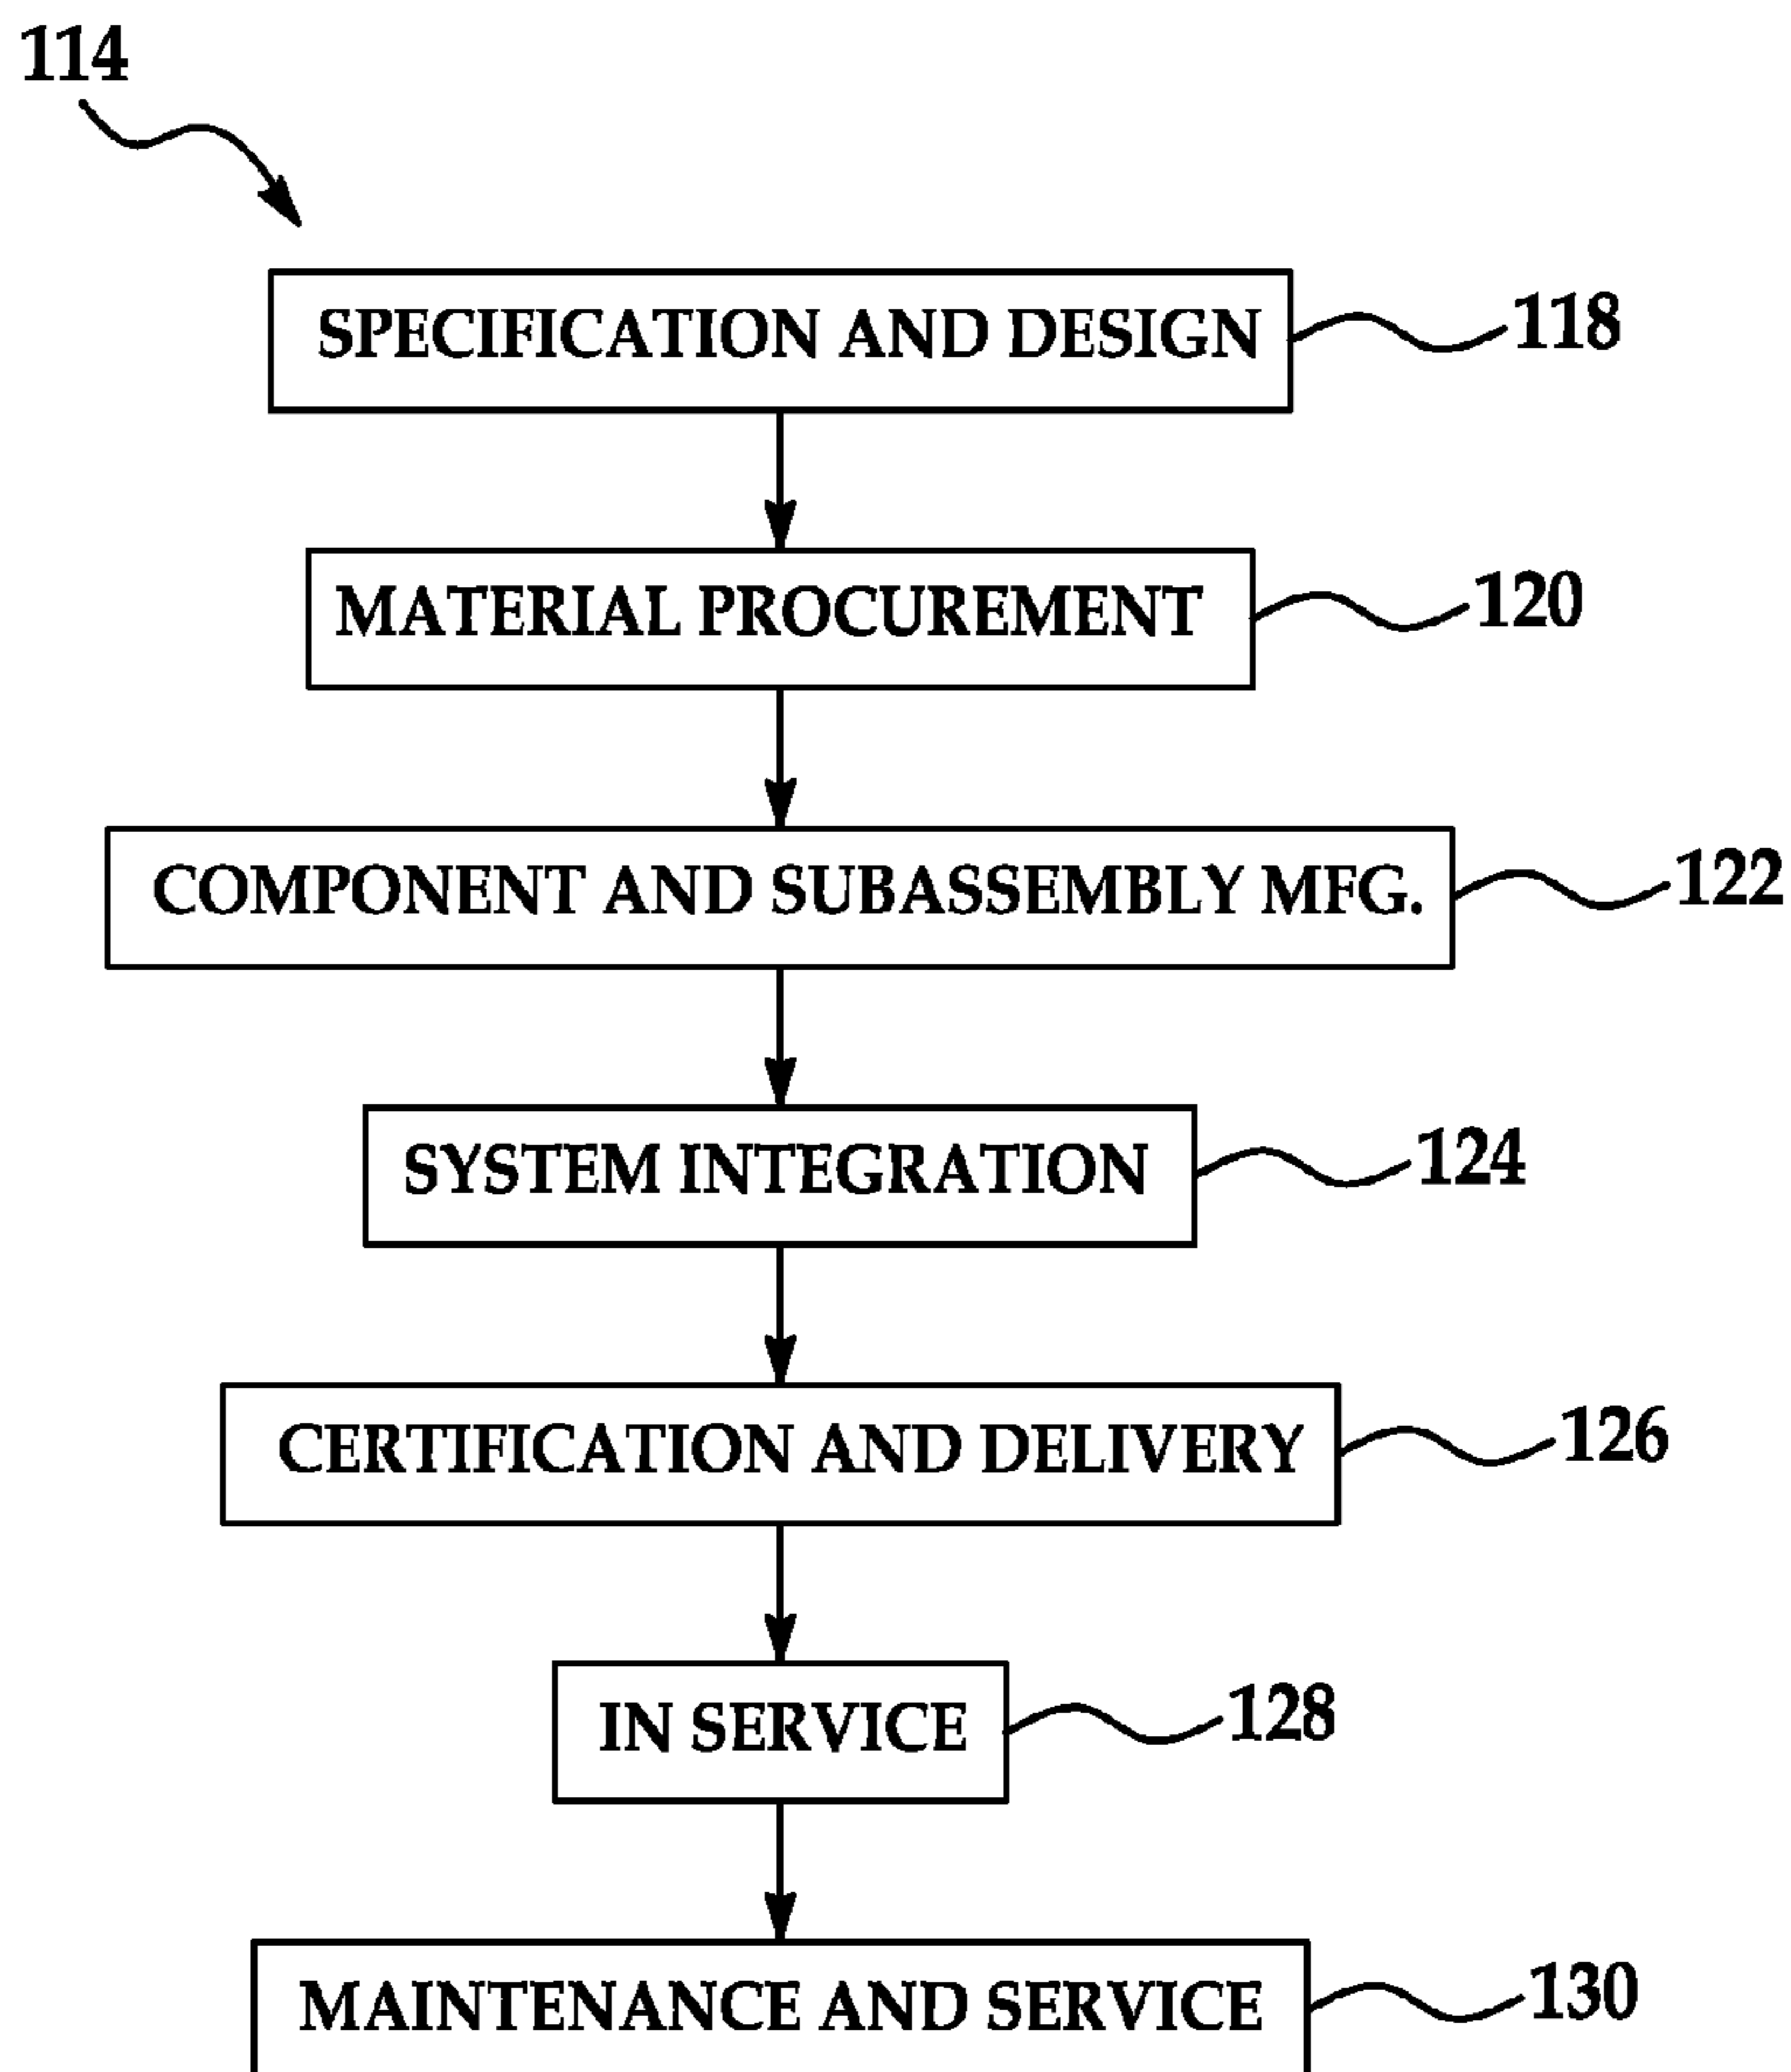 114
SPECIFICATION AND DESIGN 118
MATERIAL PROCUREMENT 120
COMPONENT AND SUBASSEMBLY MFG. 122
SYSTEM INTEGRATION 124
CERTIFICATION AND DELIVERY 126
IN SERVICE 128
MAINTENANCE AND SERVICE 130